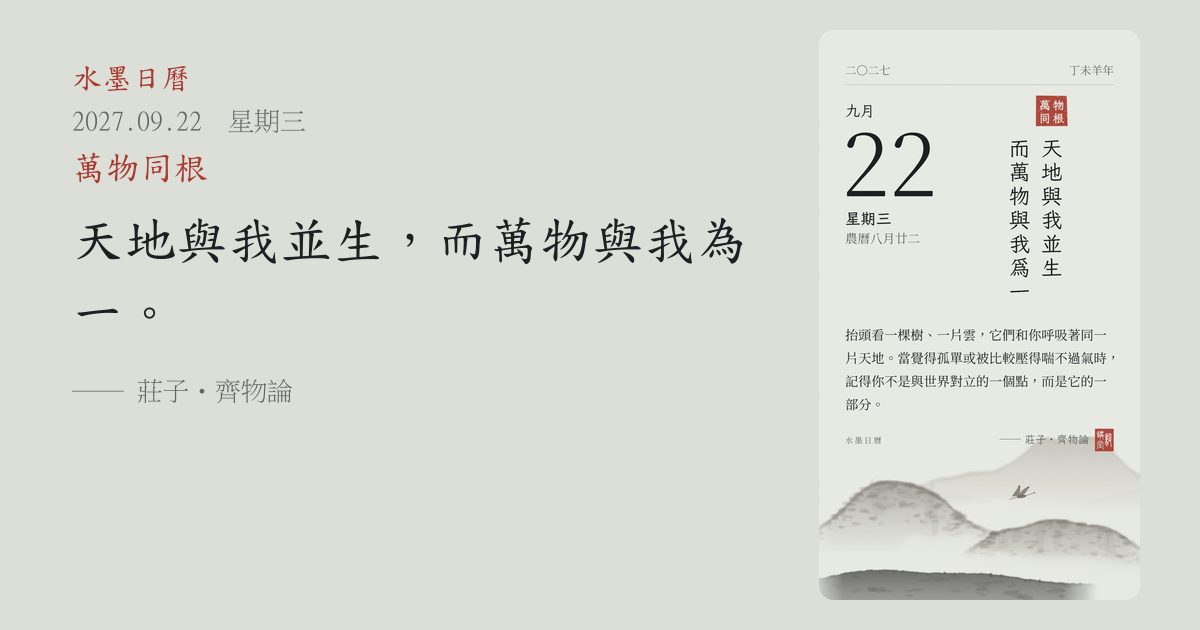 水墨日曆
2027.09.22 星期三
萬物同根
天地與我並生，而萬物與我為
一。
—— 莊子・齊物論
二〇二七
丁未羊年
九月
22
星期三
農曆八月廿二
萬物
同根
天地與我並生
而萬物與我爲一
抬頭看一棵樹、一片雲，它們和你呼吸著同一
片天地。當覺得孤單或被比較壓得喘不過氣時，
記得你不是與世界對立的一個點，而是它的一
部分。
水墨日曆
—— 莊子・齊物論